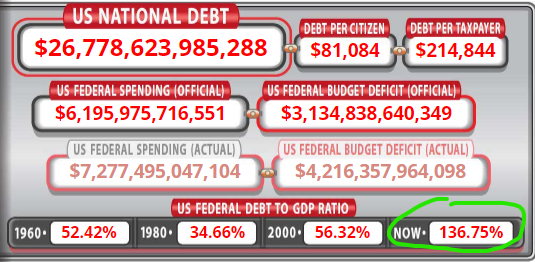 US NATIONAL DEBT
$26,778,623,985,288
DEBT PER CITIZEN
$81,084
DEBT PER TAXPAYER
$214,844
US FEDERAL SPENDING (OFFICIAL)
$6,195,975,716,551
US FEDERAL BUDGET DEFICIT (OFFICIAL)
$3,134,838,640,349
US FEDERAL SPENDING (ACTUAL)
$7,277,495,047,104
US FEDERAL BUDGET DEFICIT (ACTUAL)
$4,216,357,964,098
US FEDERAL DEBT TO GDP RATIO
1960• 52.42% 1980• 34.66% 2000• 56.32% NOW• 136.75%